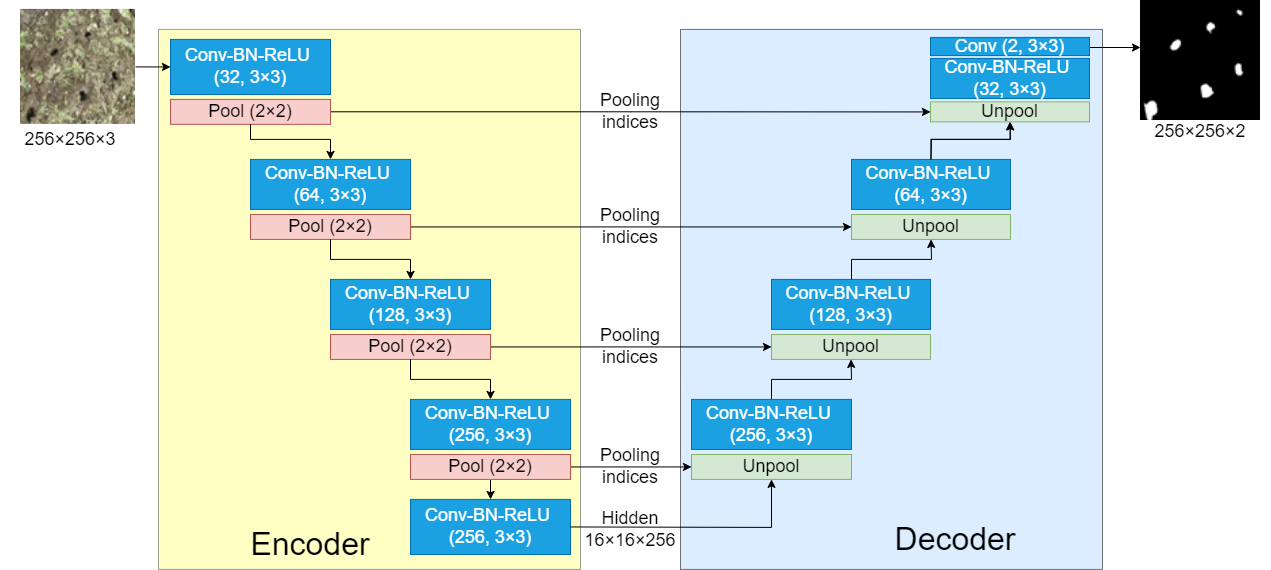 256×256×3
Conv-BN-ReLU
(32, 3×3)
Pool (2×2)
Conv-BN-ReLU
(64, 3×3)
Pool (2×2)
Conv-BN-ReLU
(128, 3×3)
Pool (2×2)
Conv-BN-ReLU
(256, 3×3)
Pool (2×2)
Conv-BN-ReLU
(256, 3×3)
Encoder
Pooling
indices
Pooling
indices
Pooling
indices
Pooling
indices
Hidden
16×16×256
Conv (2, 3×3)
Conv-BN-ReLU
(32, 3×3)
Unpool
Conv-BN-ReLU
(64, 3×3)
Unpool
Conv-BN-ReLU
(128, 3×3)
Unpool
Conv-BN-ReLU
(256, 3×3)
Unpool
Decoder
256×256×2